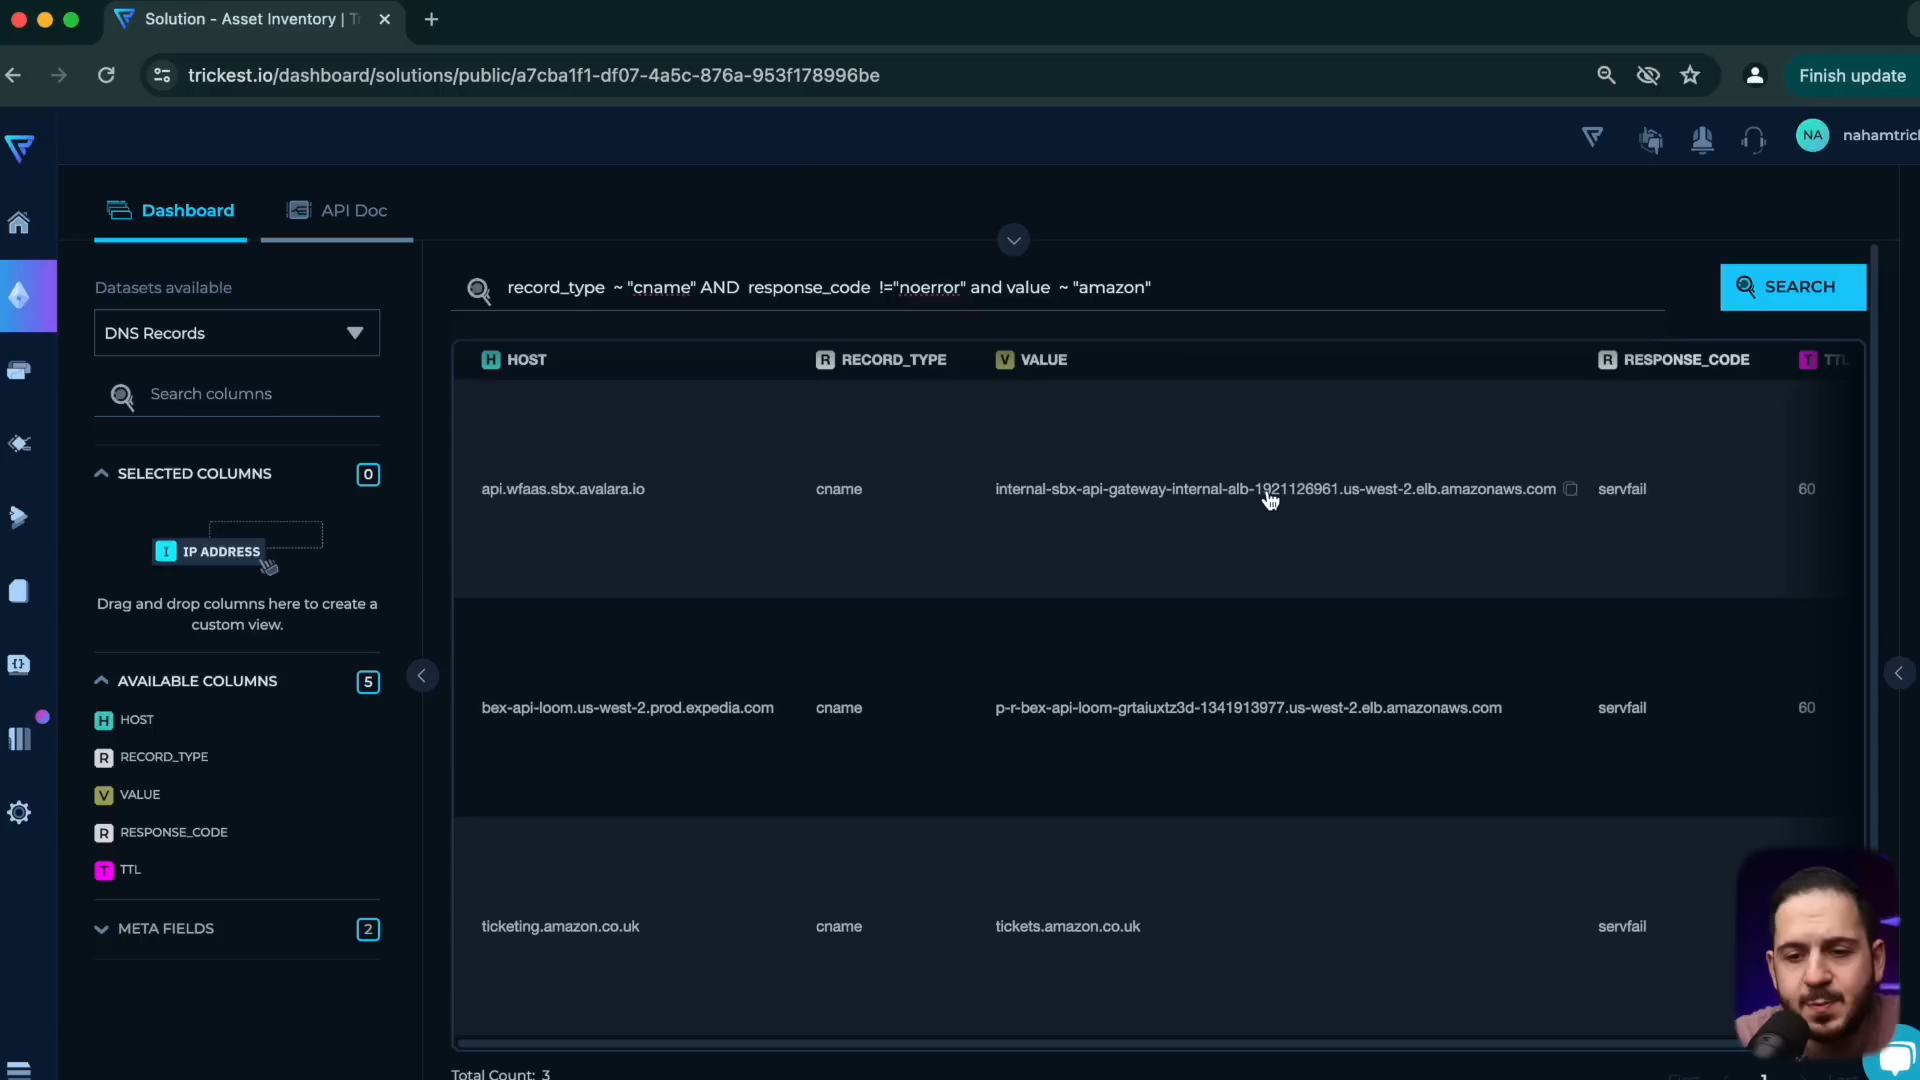 Solution - Asset Inventory | Tr
trickest.io/dashboard/solutions/public/a7cba1f1-df07-4a5c-876a-953f178996be
Finish update
NA
nahamtrick
Dashboard
API Doc
Datasets available
DNS Records
Search columns
SELECTED COLUMNS
0
I IP ADDRESS
Drag and drop columns here to create a
custom view.
AVAILABLE COLUMNS
5
H HOST
R RECORD_TYPE
V VALUE
R RESPONSE_CODE
T TTL
META FIELDS
2
record_type ~ "cname" AND response_code !="noerror" and value ~ "amazon"
SEARCH
H HOST R RECORD_TYPE V VALUE R RESPONSE_CODE T TTL
api.wfaas.sbx.avalara.io cname internal-sbx-api-gateway-internal-alb-1921126961.us-west-2.elb.amazonaws.com servfail 60
bex-api-loom.us-west-2.prod.expedia.com cname p-r-bex-api-loom-grtaiuxtz3d-1341913977.us-west-2.elb.amazonaws.com servfail 60
ticketing.amazon.co.uk cname tickets.amazon.co.uk servfail
Total Count: 3